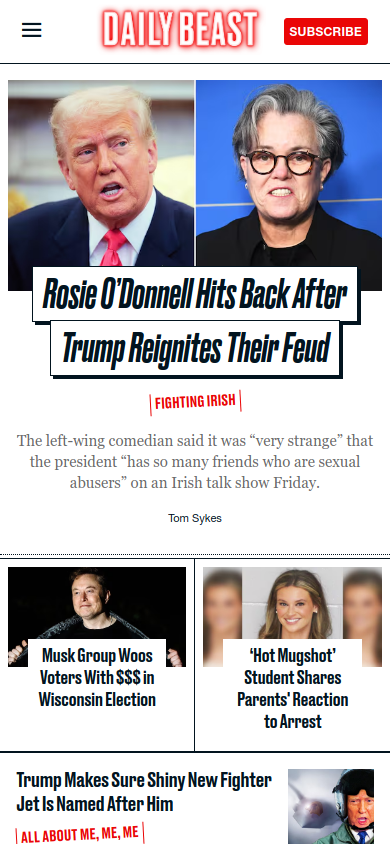 DAILY BEAST
SUBSCRIBE
Rosie O'Donnell Hits Back After
Trump Reignites Their Feud
FIGHTING IRISH
The left-wing comedian said it was “very strange” that
the president “has so many friends who are sexual
abusers” on an Irish talk show Friday.
Tom Sykes
Musk Group Woos
Voters With $$$ in
Wisconsin Election
‘Hot Mugshot’
Student Shares
Parents' Reaction
to Arrest
Trump Makes Sure Shiny New Fighter
Jet Is Named After Him
ALL ABOUT ME, ME, ME